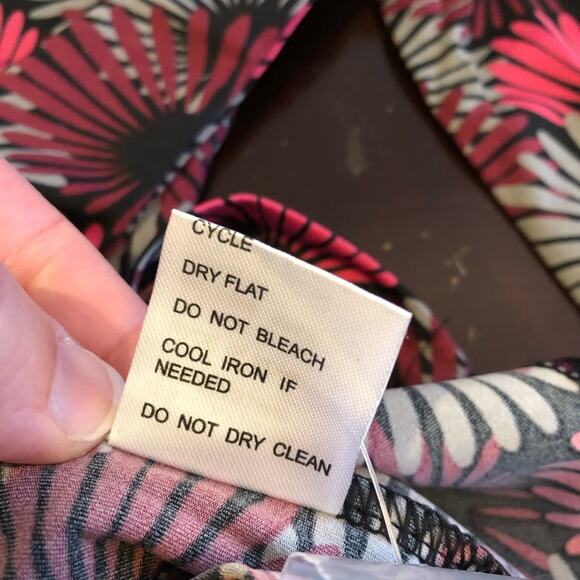 CYCLE
DRY FLAT
DO NOT BLEACH
COOL IRON IF
NEEDED
DO NOT DRY CLEAN